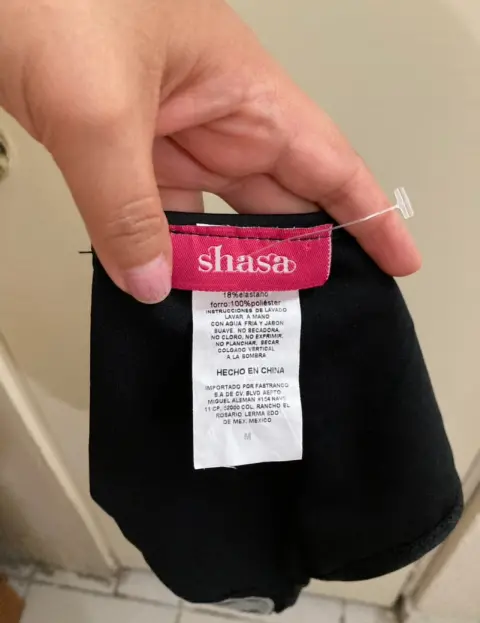 shasa
18%elastano
forro:100%poliéster
INSTRUCCIONES DE LAVADO
LAVAR A MANO
CON AGUA FRIA Y JABON
SUAVE, NO SECADORA
NO CLORO, NO EXPRIMIR
NO PLANCHAR, SECAR
COLGADO VERTICAL
A LA SOMBRA
HECHO EN CHINA
IMPORTADO POR FASTRANDO
S.A DE CV. BLVD AEPTO
MIGUEL ALEMAN #104 NAVE
11 CP. 52000 COL. RANCHO EL
ROSARIO LERMA EDO
DE MEX. MEXICO
M